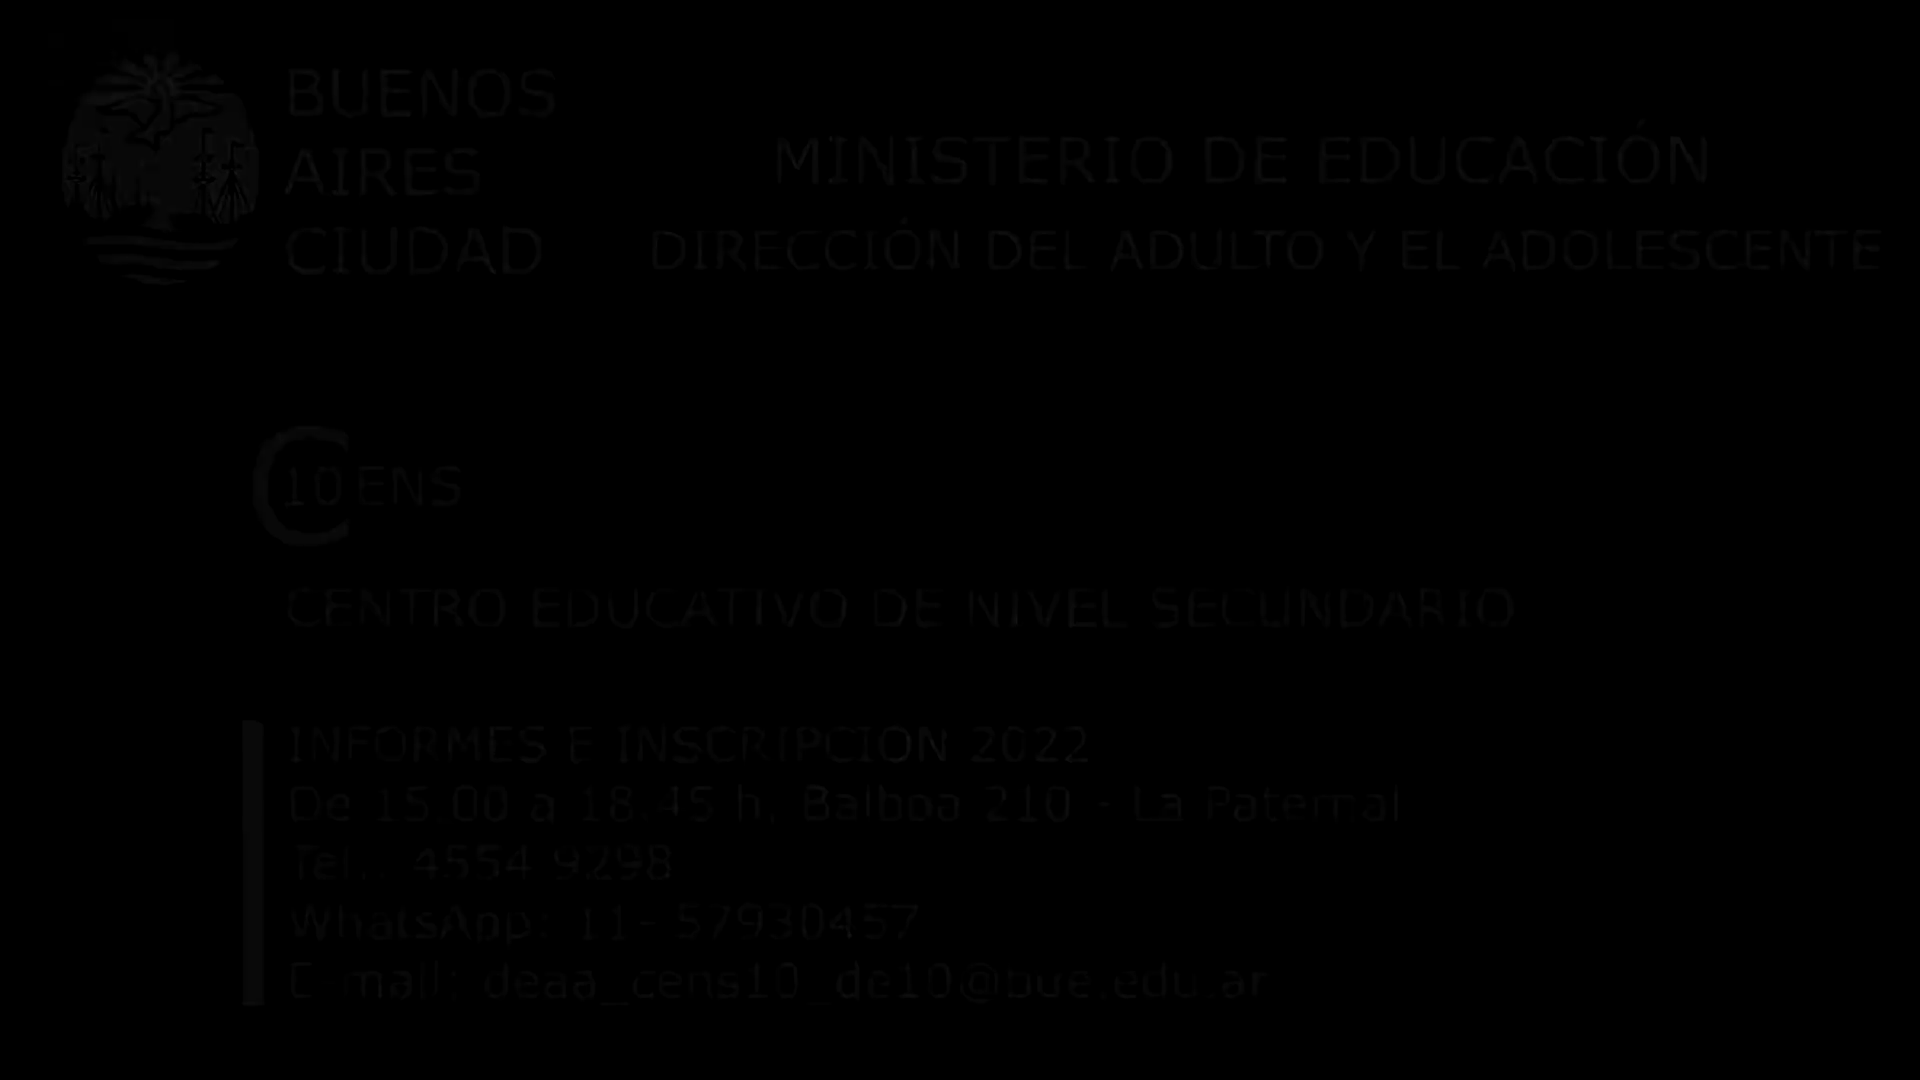 BUENOS
AIRES
CIUDAD
MINISTERIO DE EDUCACIÓN
DIRECCIÓN DEL ADULTO Y EL ADOLESCENTE
C10 ENS
CENTRO EDUCATIVO DE NIVEL SECUNDARIO
INFORMES E INSCRIPCION 2022
De 15.00 a 18.45 h, Balboa 210 - La Paternal
Tel.: 4554 9298
WhatsApp: 11- 57930457
E-mail: deaa_cens10_de10@bue.edu.ar